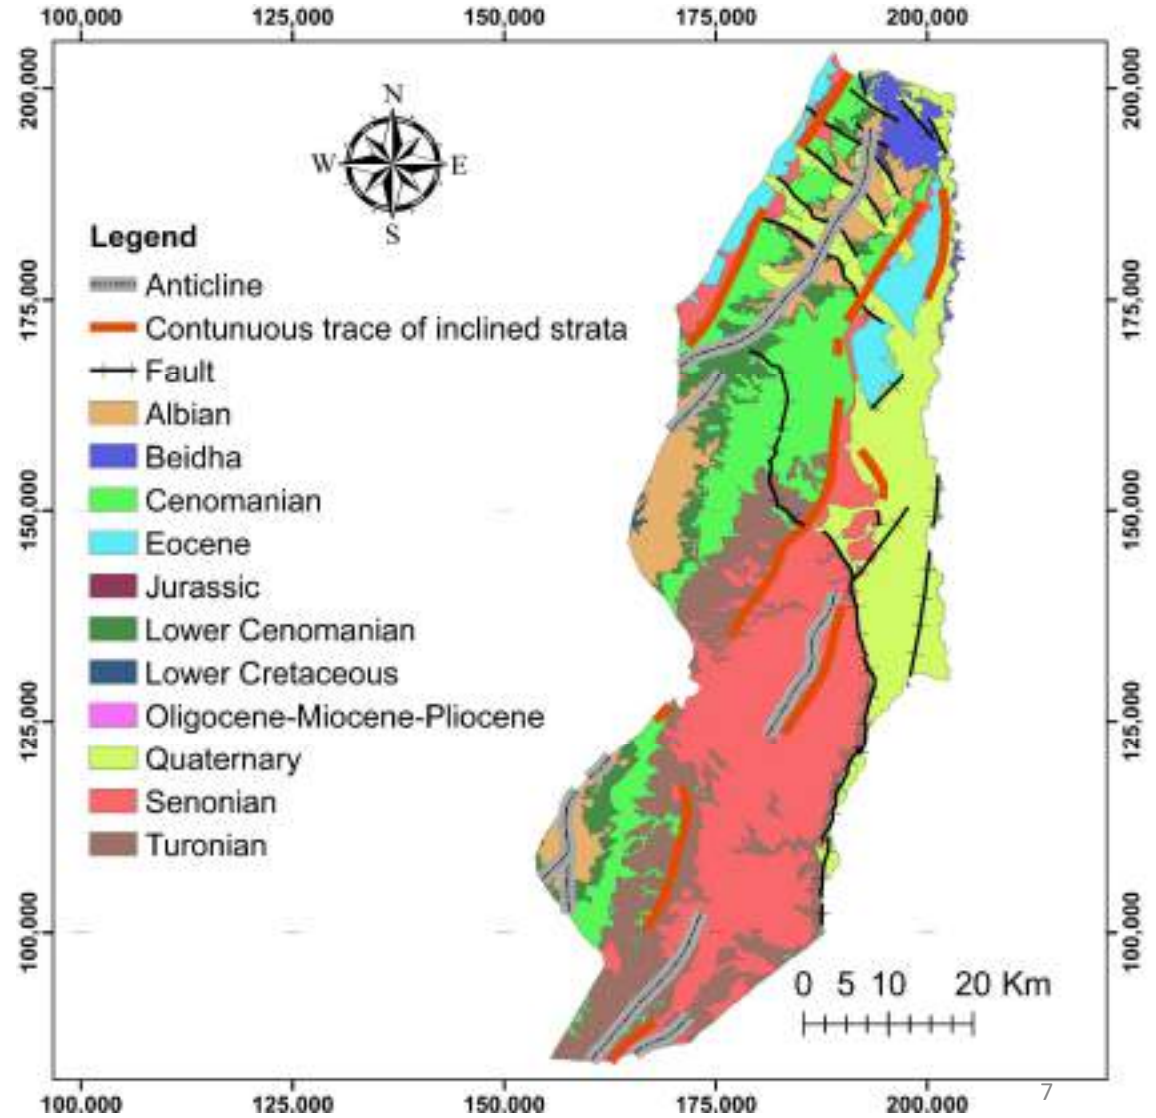 100,000 125,000 150,000 175,000 200,000
200,000
200,000
N
W E
S
Legend
Anticline
Contunuous trace of inclined strata
Fault
Albian
Beidha
Cenomanian
Eocene
Jurassic
Lower Cenomanian
Lower Cretaceous
Oligocene-Miocene-Pliocene
Quaternary
Senonian
Turonian
175,000
175,000
150,000
150,000
125,000
125,000
100,000
100,000
0 5 10 20 Km
100,000 125,000 150,000 175,000 200,000
7